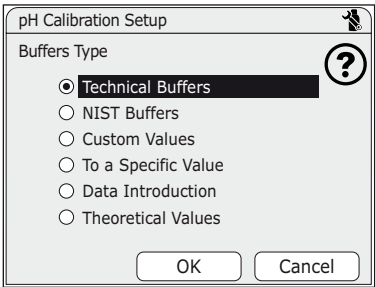 pH Calibration Setup
Buffers Type
?
Technical Buffers
NIST Buffers
Custom Values
To a Specific Value
Data Introduction
Theoretical Values
OK Cancel